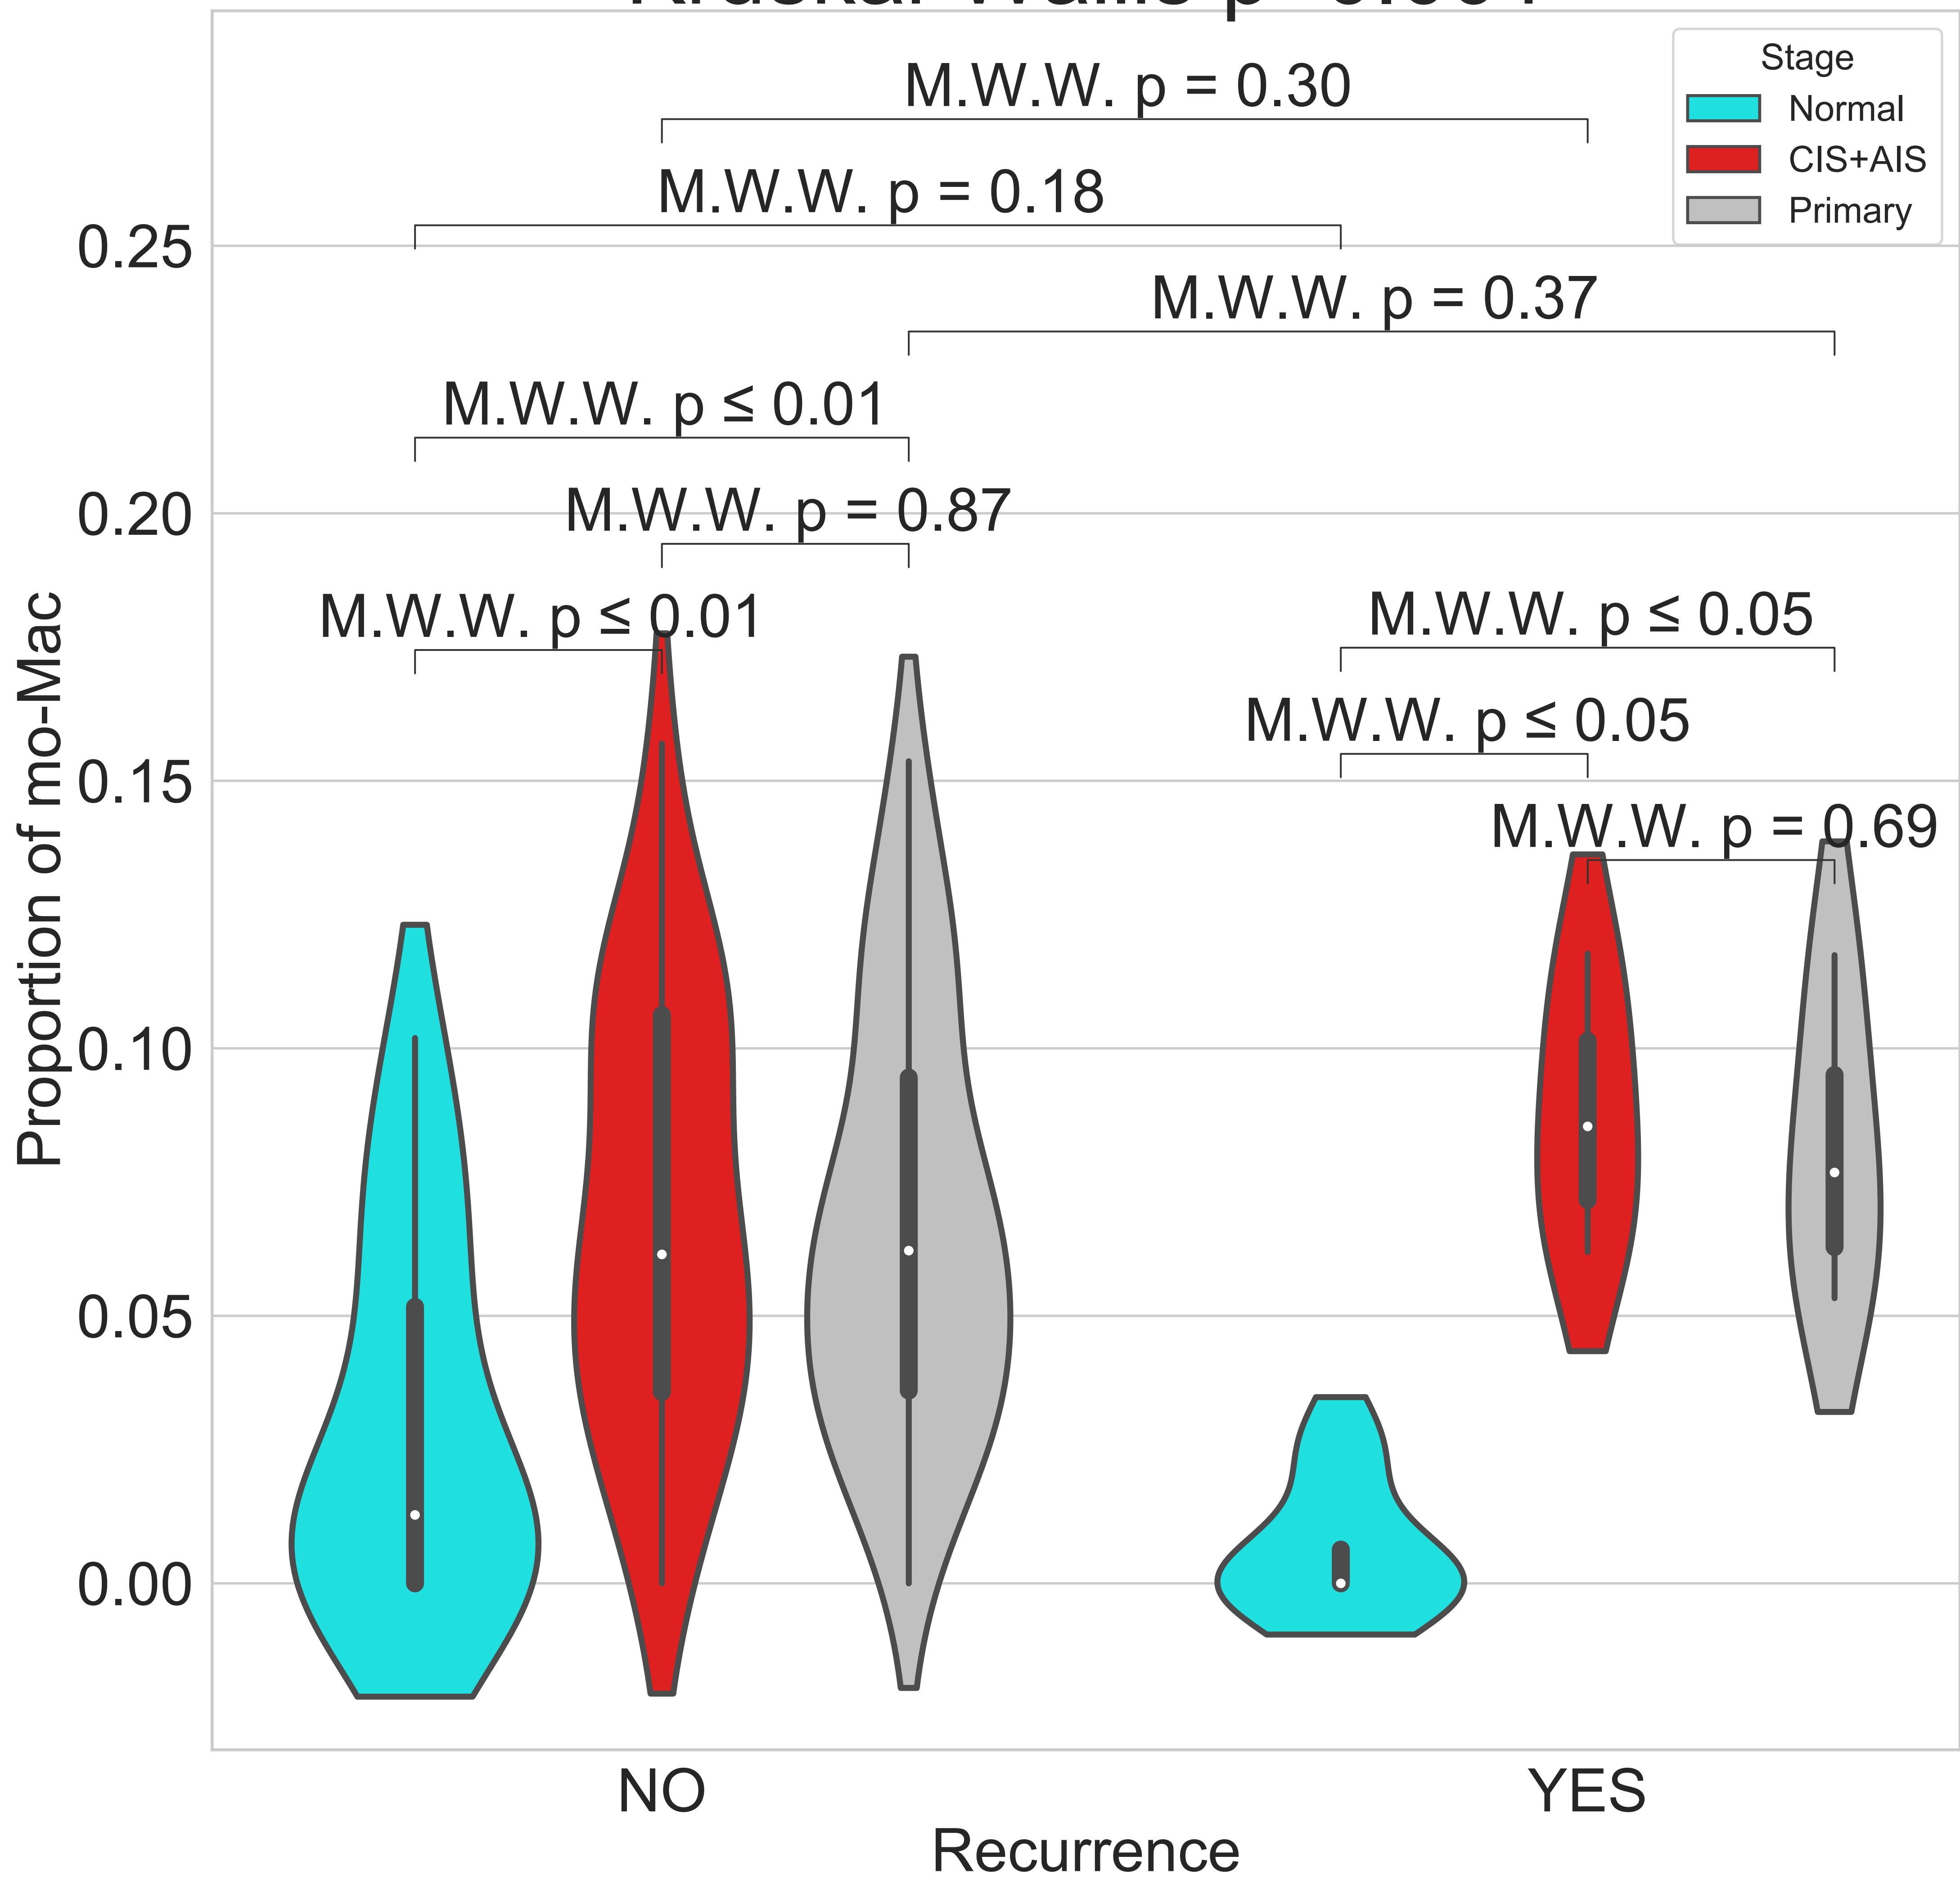 Stage
Normal
CIS+AIS
Primary
M.W.W. p = 0.30
M.W.W. p = 0.18
M.W.W. p = 0.37
M.W.W. p ≤ 0.01
M.W.W. p = 0.87
M.W.W. p ≤ 0.01
M.W.W. p ≤ 0.05
M.W.W. p ≤ 0.05
M.W.W. p = 0.69
Proportion of mo-Mac
0.25
0.20
0.15
0.10
0.05
0.00
NO
YES
Recurrence